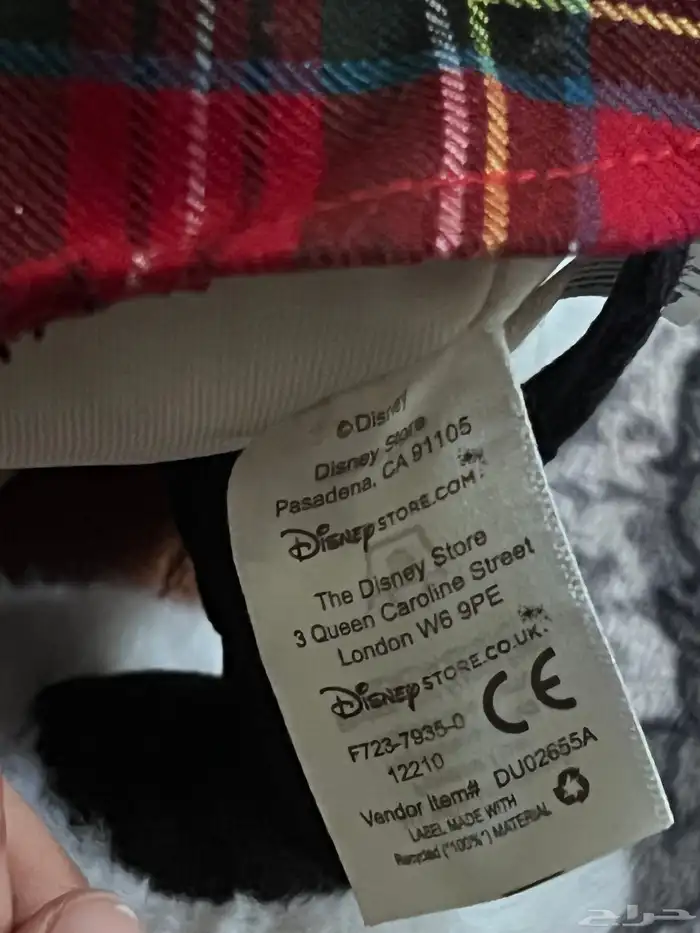 ©Disney
Disney Store
Pasadena, CA 91105
DISNEYSTORE.COM
The Disney Store
3 Queen Caroline Street
London W6 9PE
DISNEYSTORE.CO.UK
CE
F723-7935-0
12210
Vendor Item# DU02655A
LABEL MADE WITH
Recycled ("100%") MATERIAL
حراج